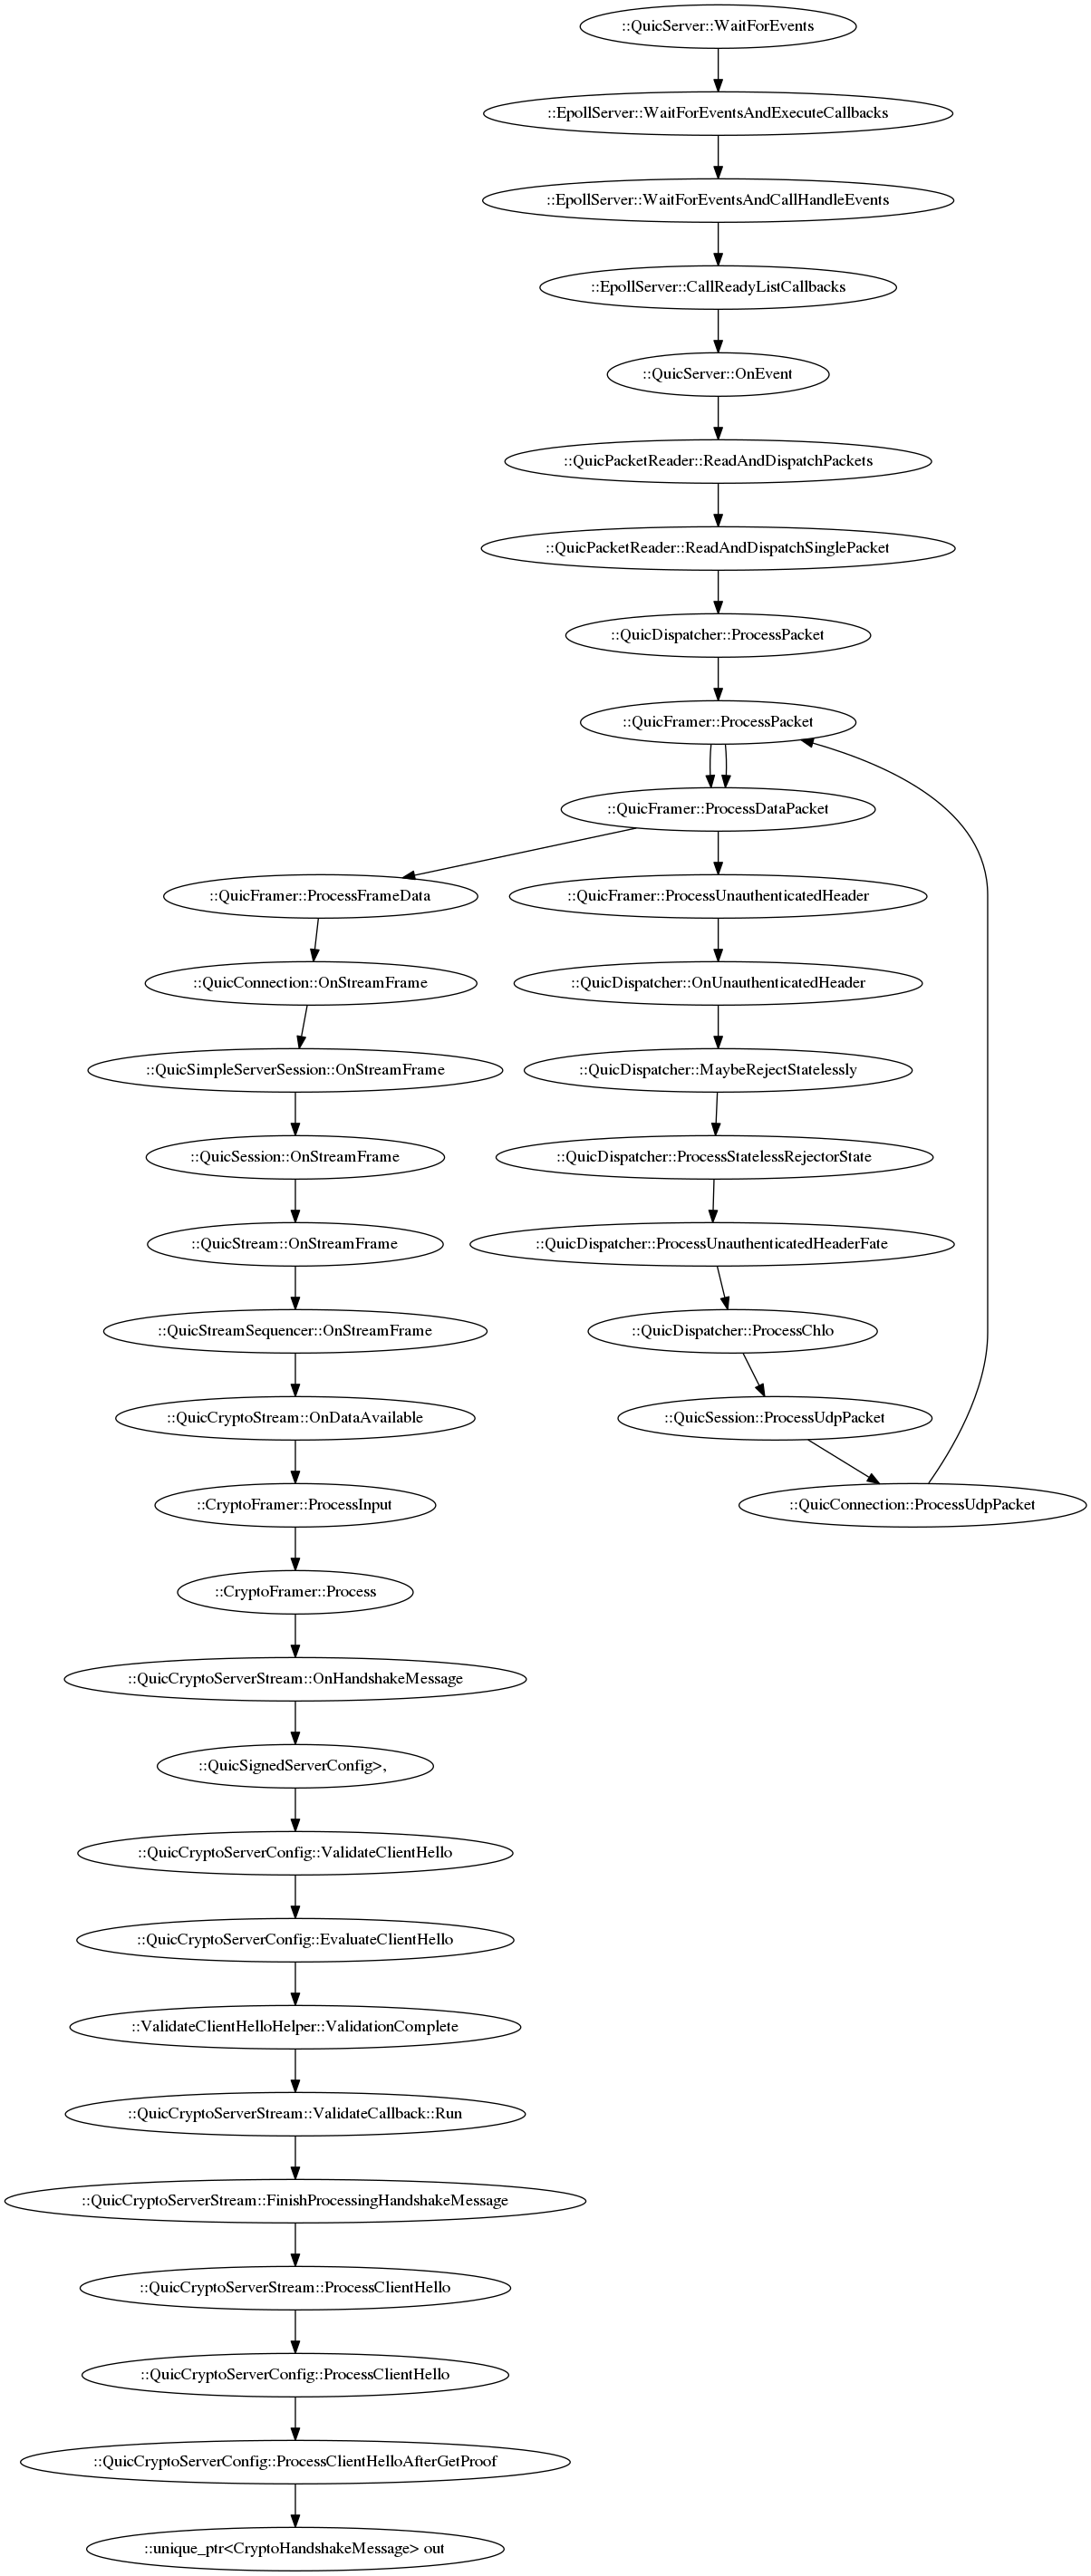 ::QuicServer::WaitForEvents
::EpollServer::WaitForEventsAndExecuteCallbacks
::EpollServer::WaitForEventsAndCallHandleEvents
::EpollServer::CallReadyListCallbacks
::QuicServer::OnEvent
::QuicPacketReader::ReadAndDispatchPackets
::QuicPacketReader::ReadAndDispatchSinglePacket
::QuicDispatcher::ProcessPacket
::QuicFramer::ProcessPacket
::QuicFramer::ProcessDataPacket
::QuicFramer::ProcessFrameData
::QuicFramer::ProcessUnauthenticatedHeader
::QuicConnection::OnStreamFrame
::QuicDispatcher::OnUnauthenticatedHeader
::QuicSimpleServerSession::OnStreamFrame
::QuicDispatcher::MaybeRejectStatelessly
::QuicSession::OnStreamFrame
::QuicDispatcher::ProcessStatelessRejectorState
::QuicStream::OnStreamFrame
::QuicDispatcher::ProcessUnauthenticatedHeaderFate
::QuicStreamSequencer::OnStreamFrame
::QuicDispatcher::ProcessChlo
::QuicCryptoStream::OnDataAvailable
::QuicSession::ProcessUdpPacket
::CryptoFramer::ProcessInput
::QuicConnection::ProcessUdpPacket
::CryptoFramer::Process
::QuicCryptoServerStream::OnHandshakeMessage
::QuicSignedServerConfig>,
::QuicCryptoServerConfig::ValidateClientHello
::QuicCryptoServerConfig::EvaluateClientHello
::ValidateClientHelloHelper::ValidationComplete
::QuicCryptoServerStream::ValidateCallback::Run
::QuicCryptoServerStream::FinishProcessingHandshakeMessage
::QuicCryptoServerStream::ProcessClientHello
::QuicCryptoServerConfig::ProcessClientHello
::QuicCryptoServerConfig::ProcessClientHelloAfterGetProof
::unique_ptr<CryptoHandshakeMessage> out